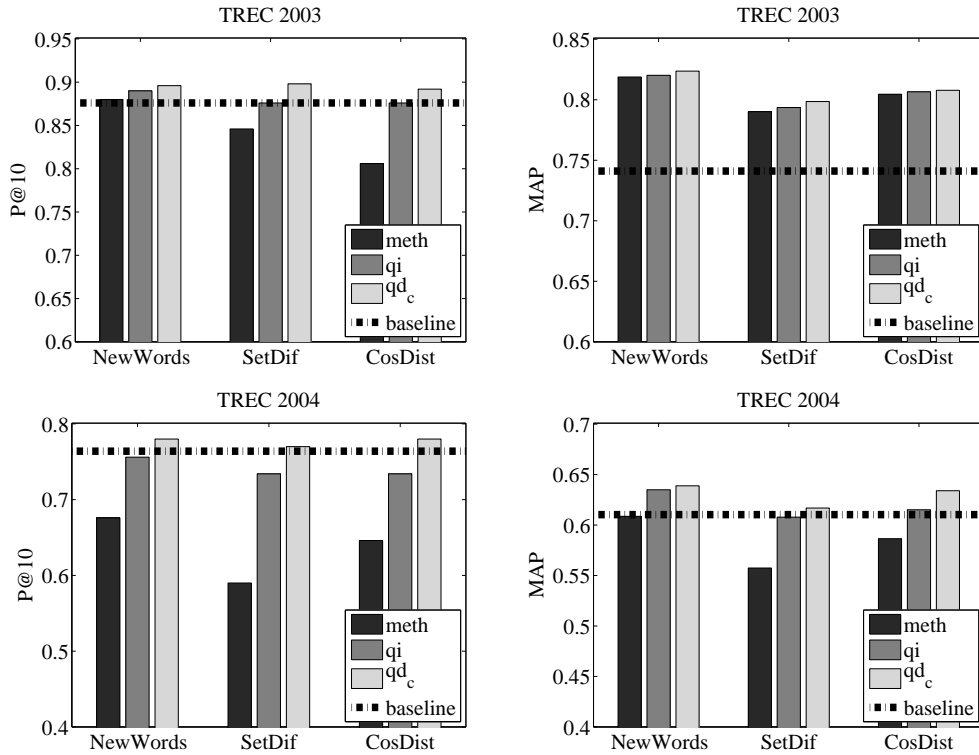 TREC 2003
P@10
0.95
0.9
0.85
0.8
0.75
0.7
0.65
0.6
NewWords SetDif CosDist
meth
qi
qd_c
baseline
TREC 2003
MAP
0.85
0.8
0.75
0.7
0.65
0.6
NewWords SetDif CosDist
meth
qi
qd_c
baseline
TREC 2004
P@10
0.8
0.7
0.6
0.5
0.4
NewWords SetDif CosDist
meth
qi
qd_c
baseline
TREC 2004
MAP
0.7
0.65
0.6
0.55
0.5
0.45
0.4
NewWords SetDif CosDist
meth
qi
qd_c
baseline